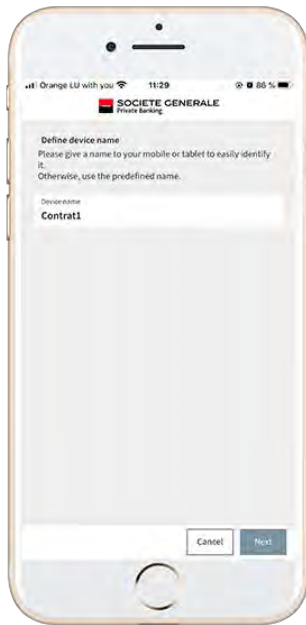 Orange LU with you 11:29 86 %
SOCIETE GENERALE
Private Banking
Define device name
Please give a name to your mobile or tablet to easily identify
it.
Otherwise, use the predefined name.
Device name
Contrat1
Cancel Next